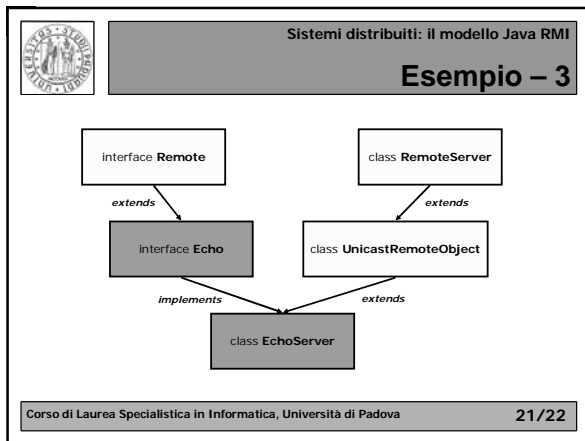 Sistemi distribuiti: il modello Java RMI
Esempio – 3
interface Remote
class RemoteServer
extends
extends
interface Echo
class UnicastRemoteObject
implements
extends
class EchoServer
Corso di Laurea Specialistica in Informatica, Università di Padova
21/22